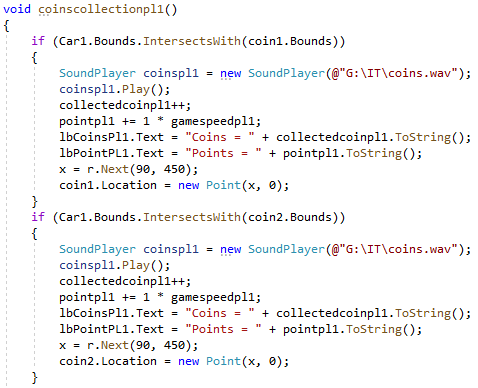 void coinscollectionpl1()
{
    if (Car1.Bounds.IntersectsWith(coin1.Bounds))
    {
        SoundPlayer coinspl1 = new SoundPlayer(@"G:\IT\coins.wav");
        coinspl1.Play();
        collectedcoinpl1++;
        pointpl1 += 1 * gamespeedpl1;
        lbCoinsPl1.Text = "Coins = " + collectedcoinpl1.ToString();
        lbPointPL1.Text = "Points = " + pointpl1.ToString();
        x = r.Next(90, 450);
        coin1.Location = new Point(x, 0);
    }
    if (Car1.Bounds.IntersectsWith(coin2.Bounds))
    {
        SoundPlayer coinspl1 = new SoundPlayer(@"G:\IT\coins.wav");
        coinspl1.Play();
        collectedcoinpl1++;
        pointpl1 += 1 * gamespeedpl1;
        lbCoinsPl1.Text = "Coins = " + collectedcoinpl1.ToString();
        lbPointPL1.Text = "Points = " + pointpl1.ToString();
        x = r.Next(90, 450);
        coin2.Location = new Point(x, 0);
    }